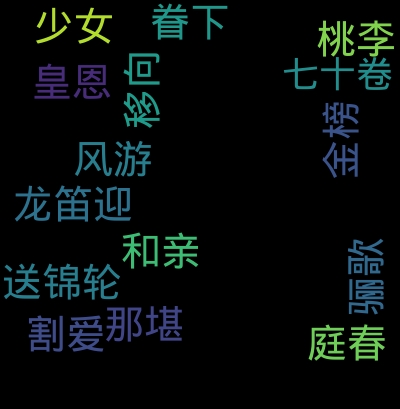 少女
眷下
桃李
皇恩
移向
七十卷
金榜
风游
龙笛迎
和亲
骊歌
送锦轮
割爱
那堪
庭春